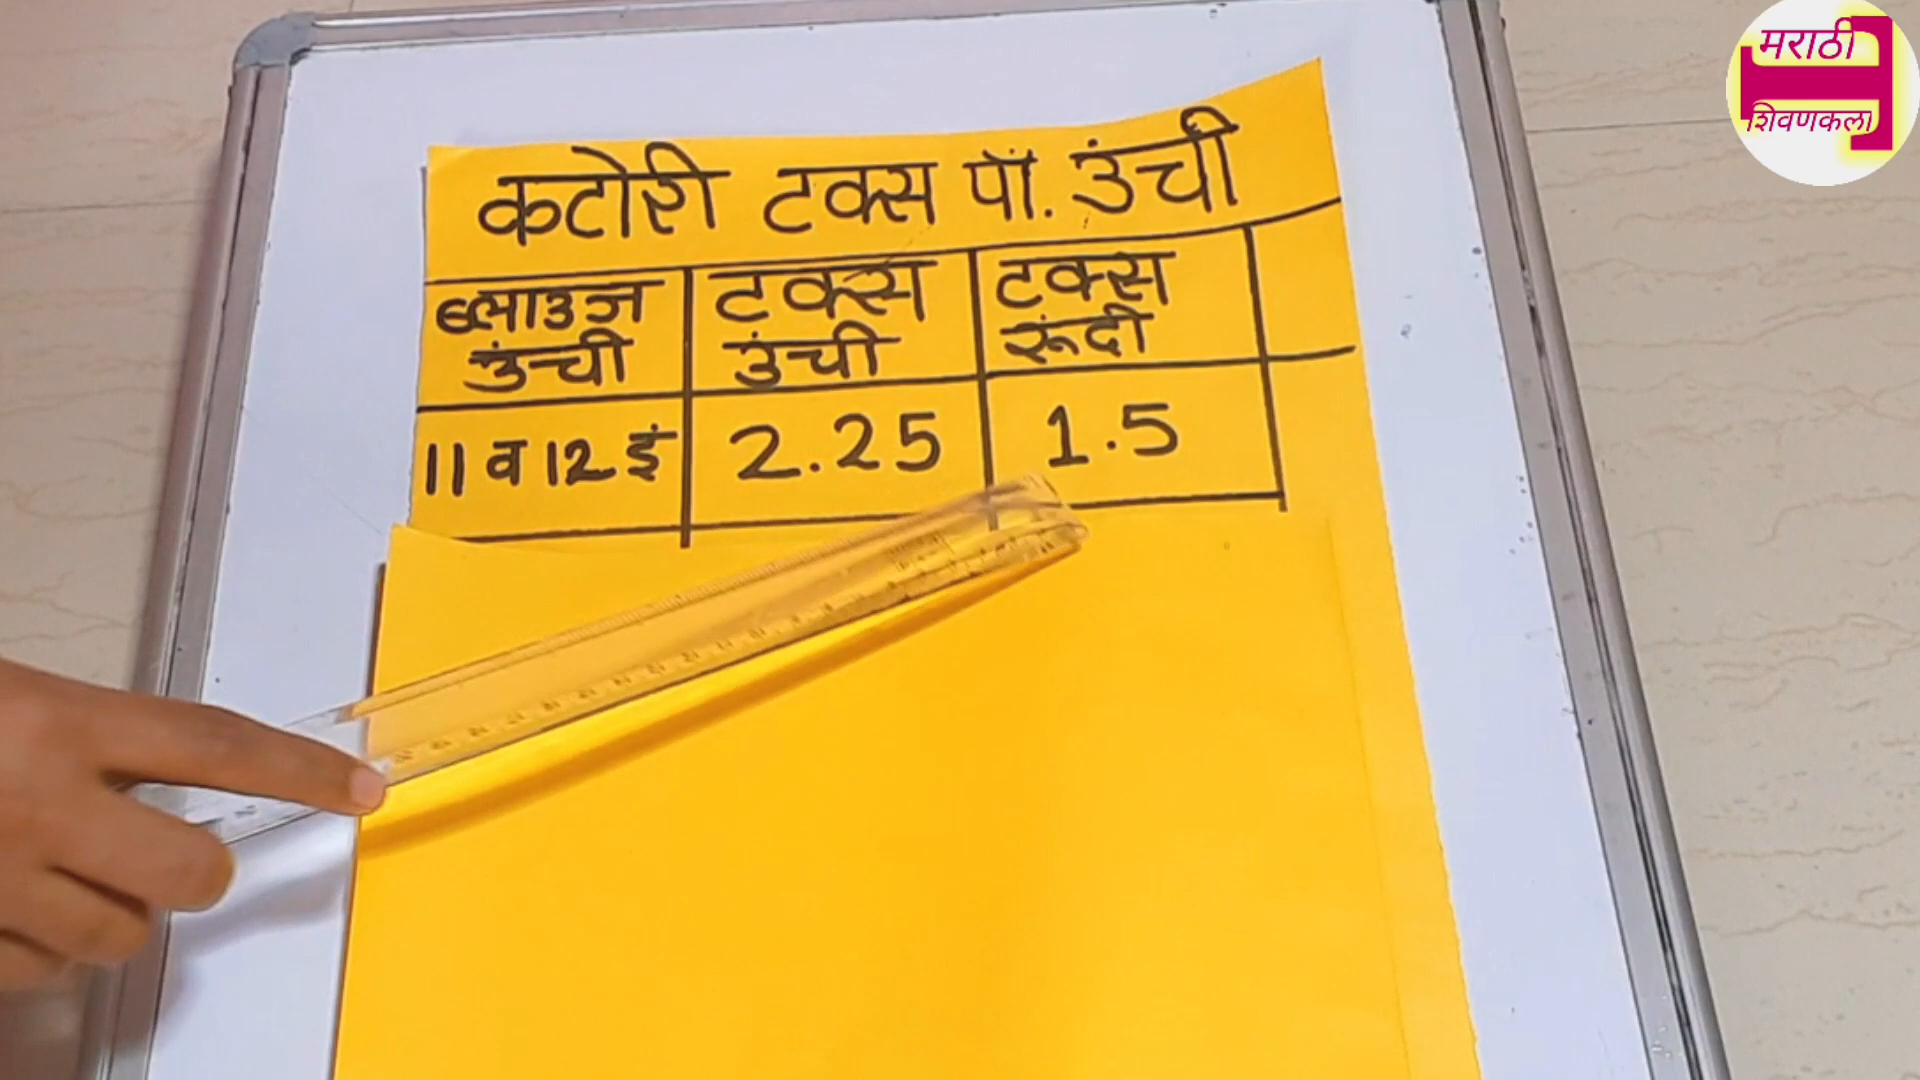 मराठी
शिवणकला
कटोरी टक्स पॉ. उंची
ब्लाउज उंची
टक्स उंची
टक्स रूंदी
11 व 12 इं
2.25
1.5